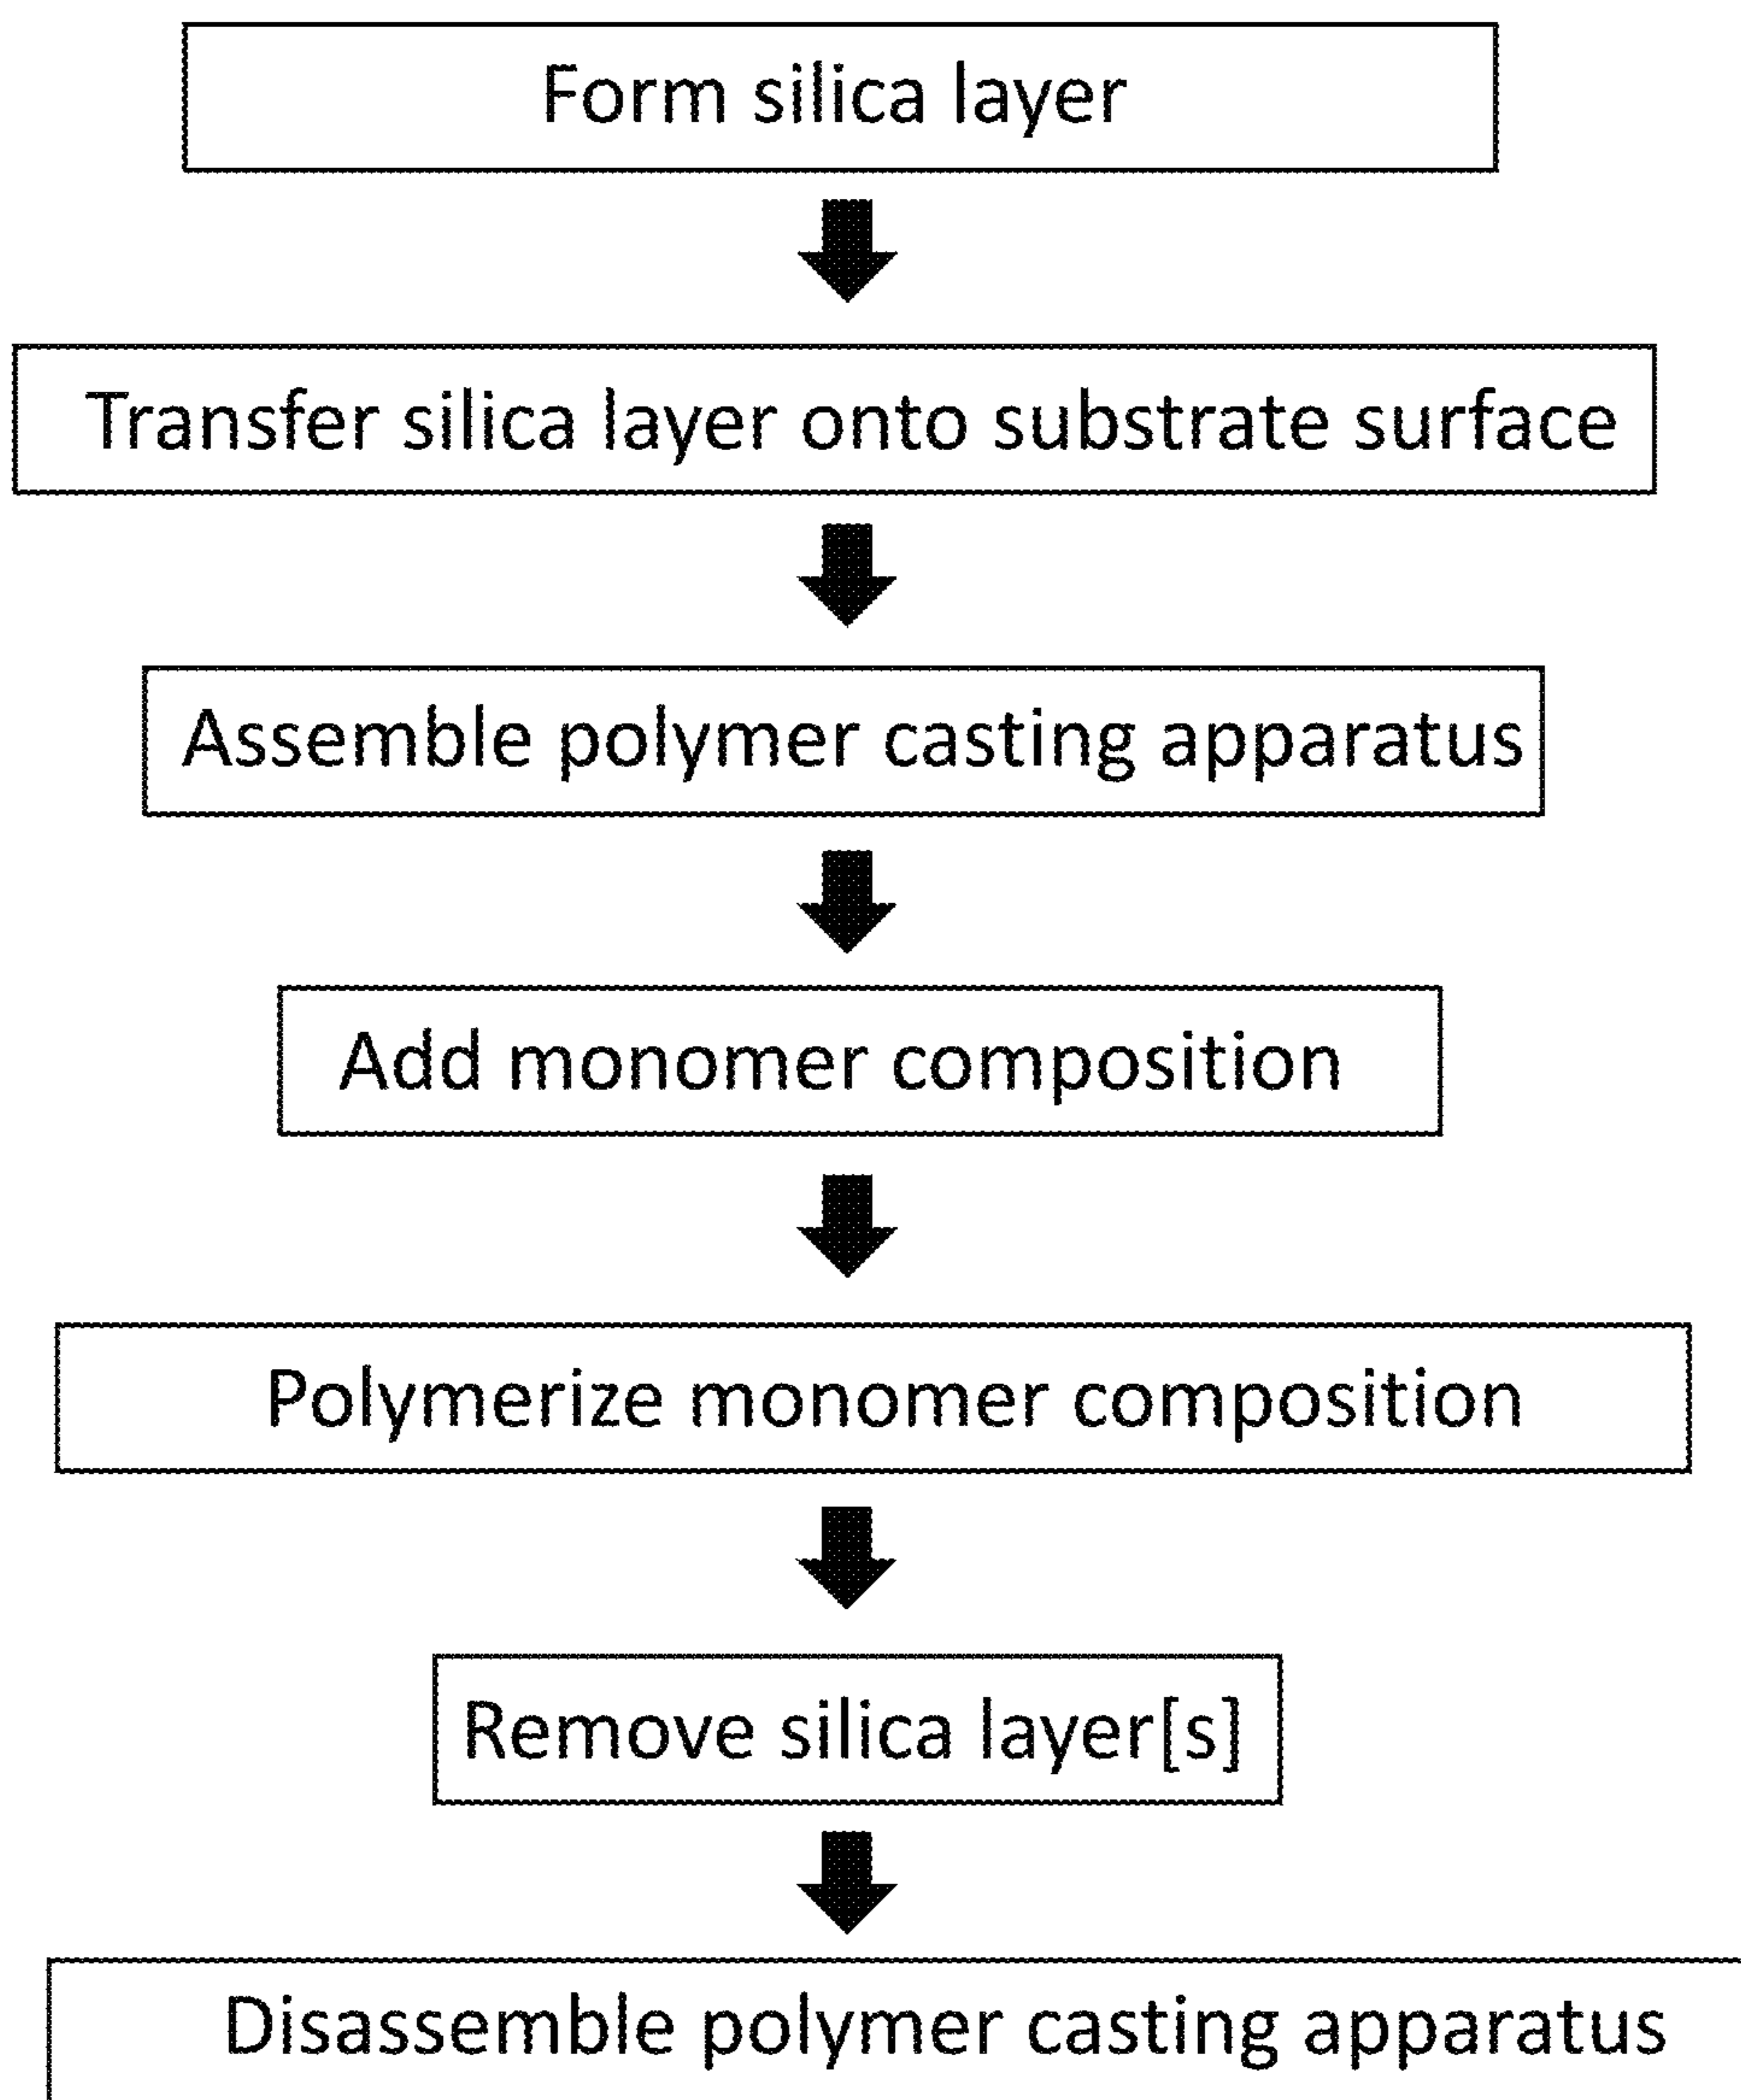 Form silica layer
Transfer silica layer onto substrate surface
Assemble polymer casting apparatus
Add monomer composition
Polymerize monomer composition
Remove silica layer[s]
Disassemble polymer casting apparatus